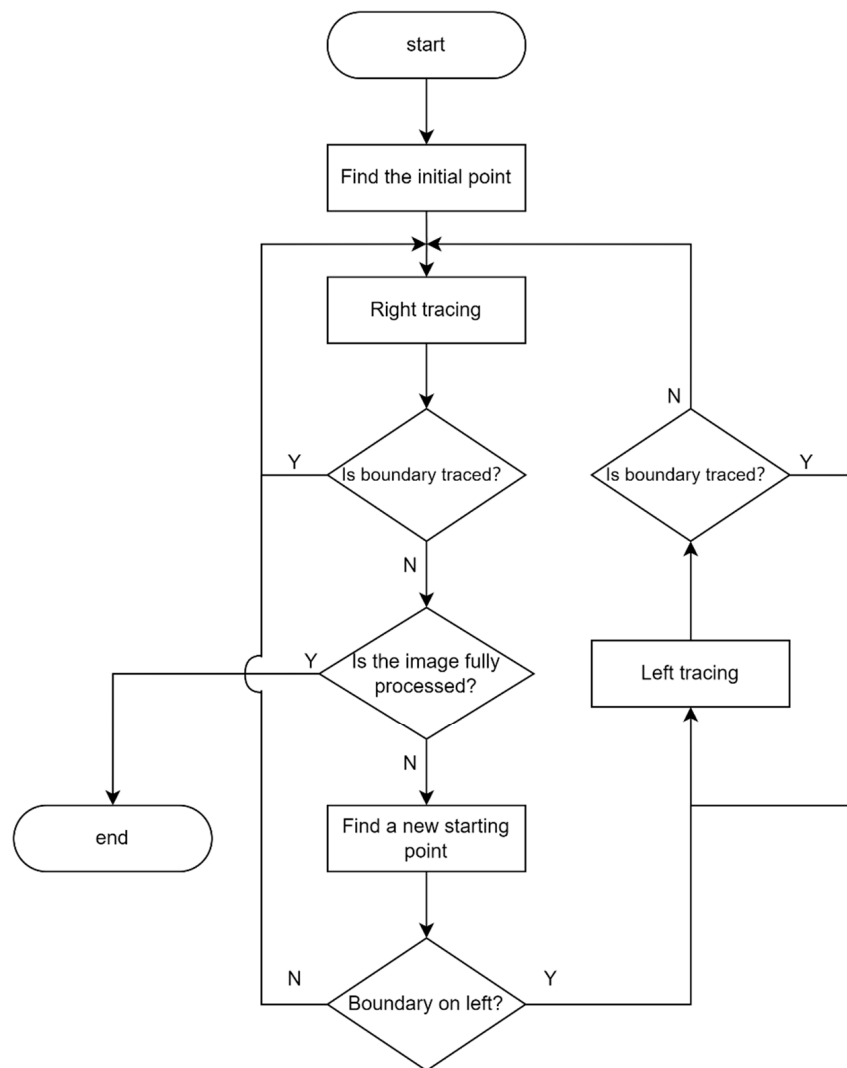 start
Find the initial point
Right tracing
N
Y
Is boundary traced?
Is boundary traced?
Y
N
Y
Is the image fully
processed?
Left tracing
N
end
Find a new starting
point
N
Boundary on left?
Y